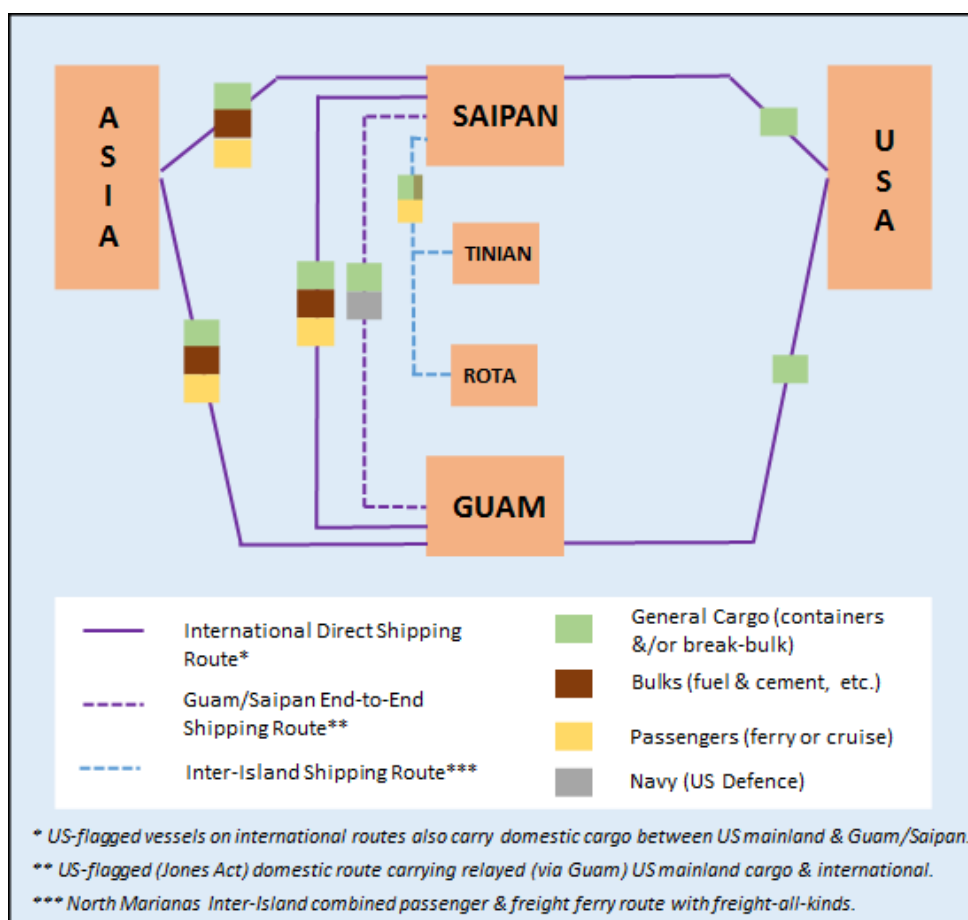 ASIA
SAIPAN
USA
TINIAN
ROTA
GUAM
International Direct Shipping
Route*
Guam/Saipan End-to-End
Shipping Route**
Inter-Island Shipping Route***
General Cargo (containers
&/or break-bulk)
Bulks (fuel & cement, etc.)
Passengers (ferry or cruise)
Navy (US Defence)
* US-flagged vessels on international routes also carry domestic cargo between US mainland & Guam/Saipan.
** US-flagged (Jones Act) domestic route carrying relayed (via Guam) US mainland cargo & international.
*** North Marianas Inter-Island combined passenger & freight ferry route with freight-all-kinds.